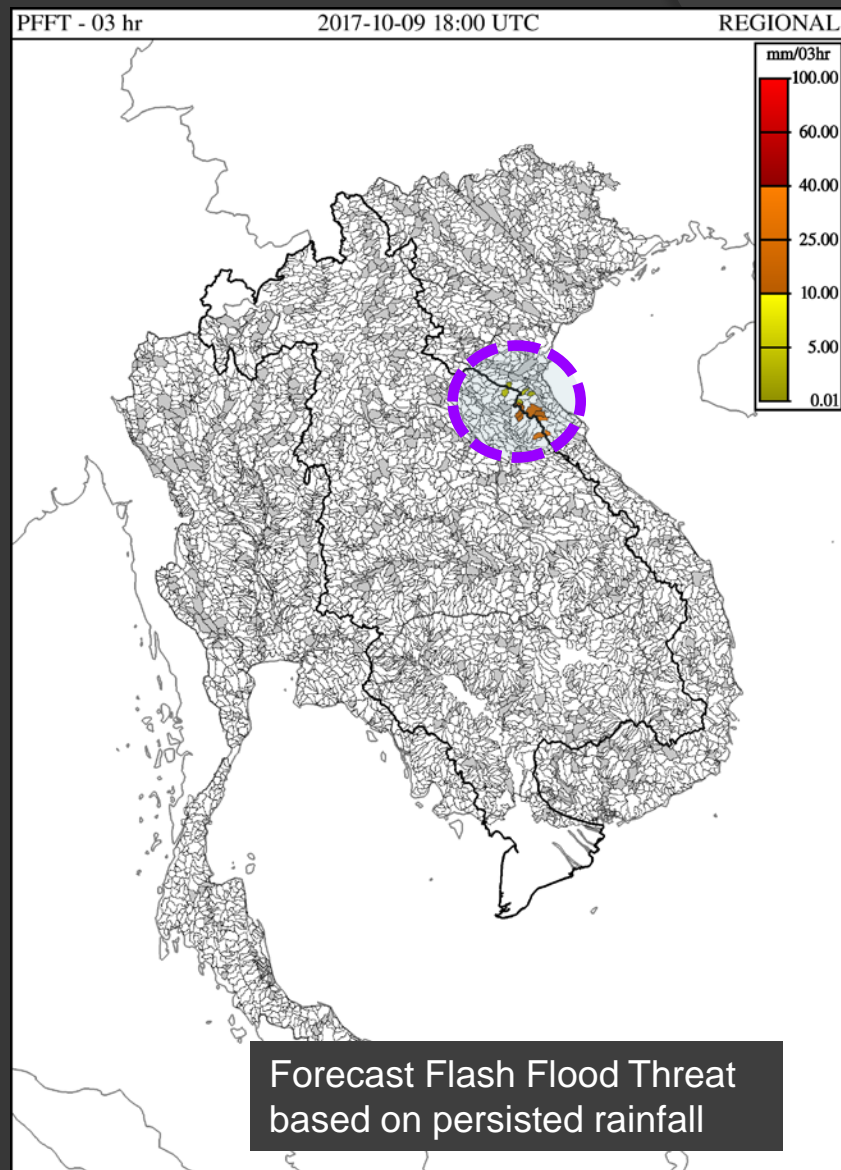 PFFT - 03 hr 2017-10-09 18:00 UTC REGIONAL
mm/03hr
100.00
60.00
40.00
25.00
10.00
5.00
0.01
Forecast Flash Flood Threat
based on persisted rainfall